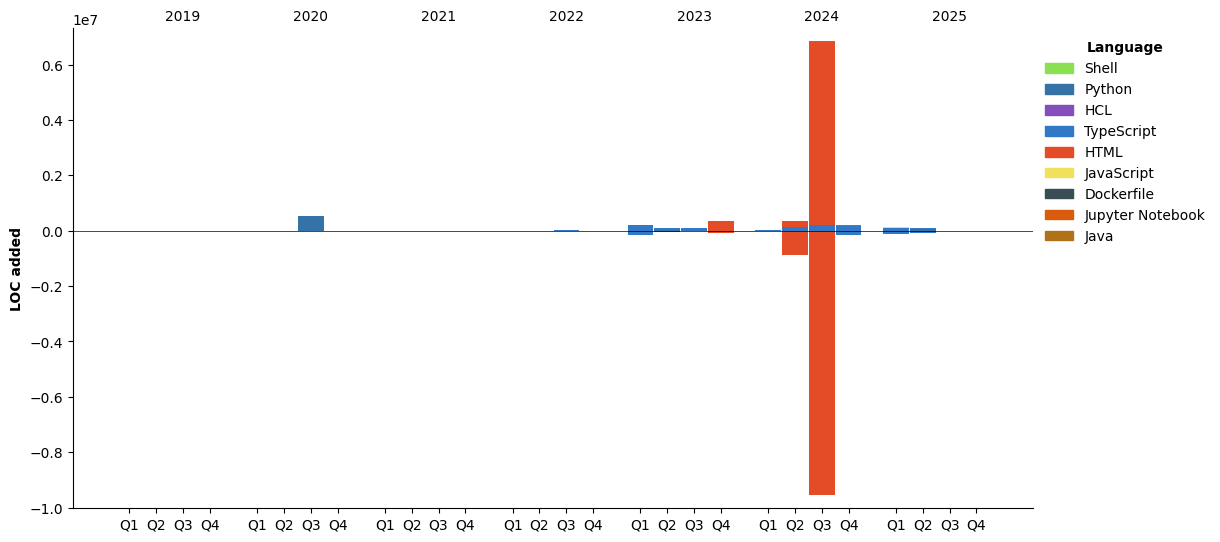 1e7
2019 2020 2021 2022 2023 2024 2025
0.6
0.4
0.2
0.0
−0.2
−0.4
−0.6
−0.8
−1.0
LOC added
Q1 Q2 Q3 Q4 Q1 Q2 Q3 Q4 Q1 Q2 Q3 Q4 Q1 Q2 Q3 Q4 Q1 Q2 Q3 Q4 Q1 Q2 Q3 Q4 Q1 Q2 Q3 Q4
Language
Shell
Python
HCL
TypeScript
HTML
JavaScript
Dockerfile
Jupyter Notebook
Java